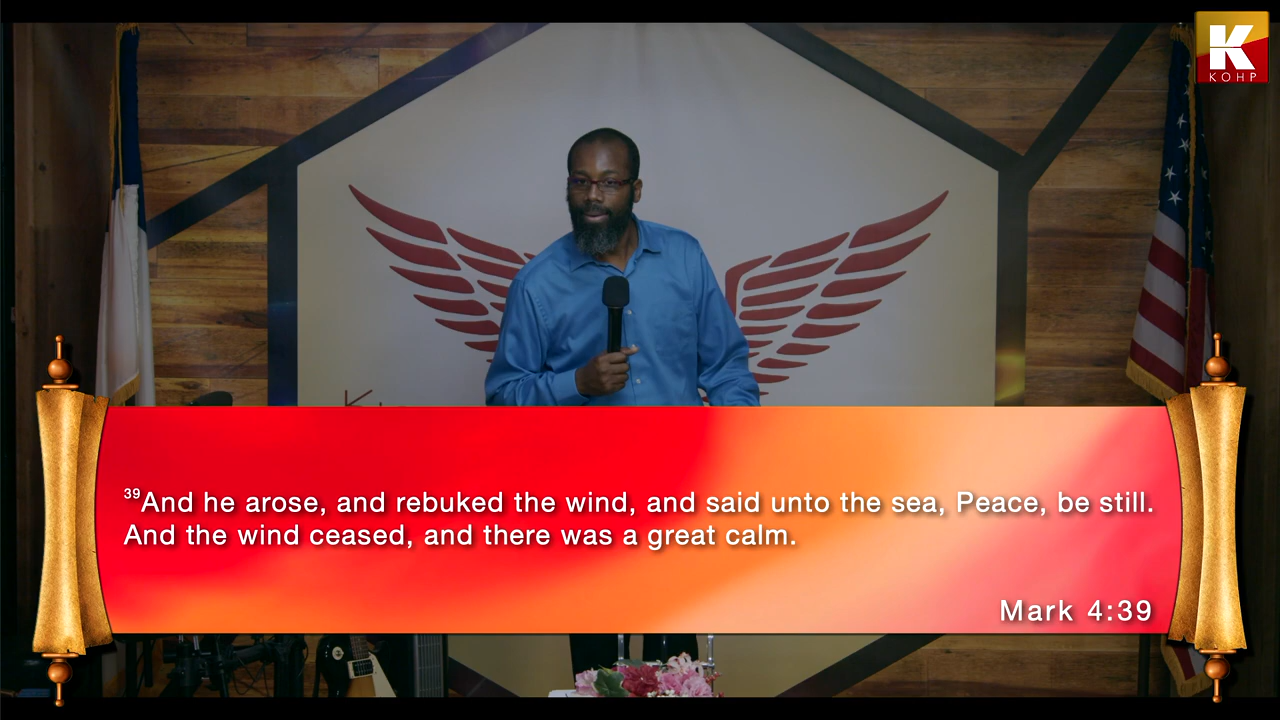 K
KOHP
³⁹And he arose, and rebuked the wind, and said unto the sea, Peace, be still.
And the wind ceased, and there was a great calm.
Mark 4:39